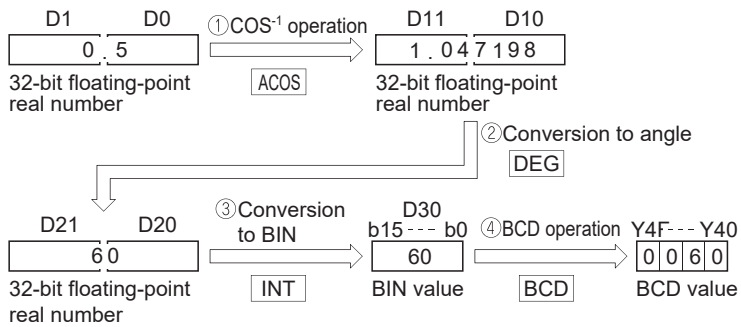 D1 D0 ①COS-1 operation D11 D10
0.5 1.047198
32-bit floating-point ACOS 32-bit floating-point
real number real number
②Conversion to angle
DEG
D21 D20 ③Conversion D30
to BIN b15 --- b0 ④BCD operation Y4F--- Y40
60 60 0 0 6 0
32-bit floating-point INT BIN value BCD BCD value
real number